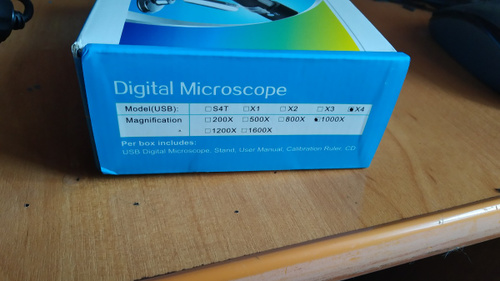 Digital Microscope
Model(USB): □S4T □X1 □X2 □X3 ■X4
Magnification □200X □500X □800X ■1000X
- □1200X □1600X
Per box includes:
USB Digital Microscope, Stand, User Manual, Calibration Ruler, CD